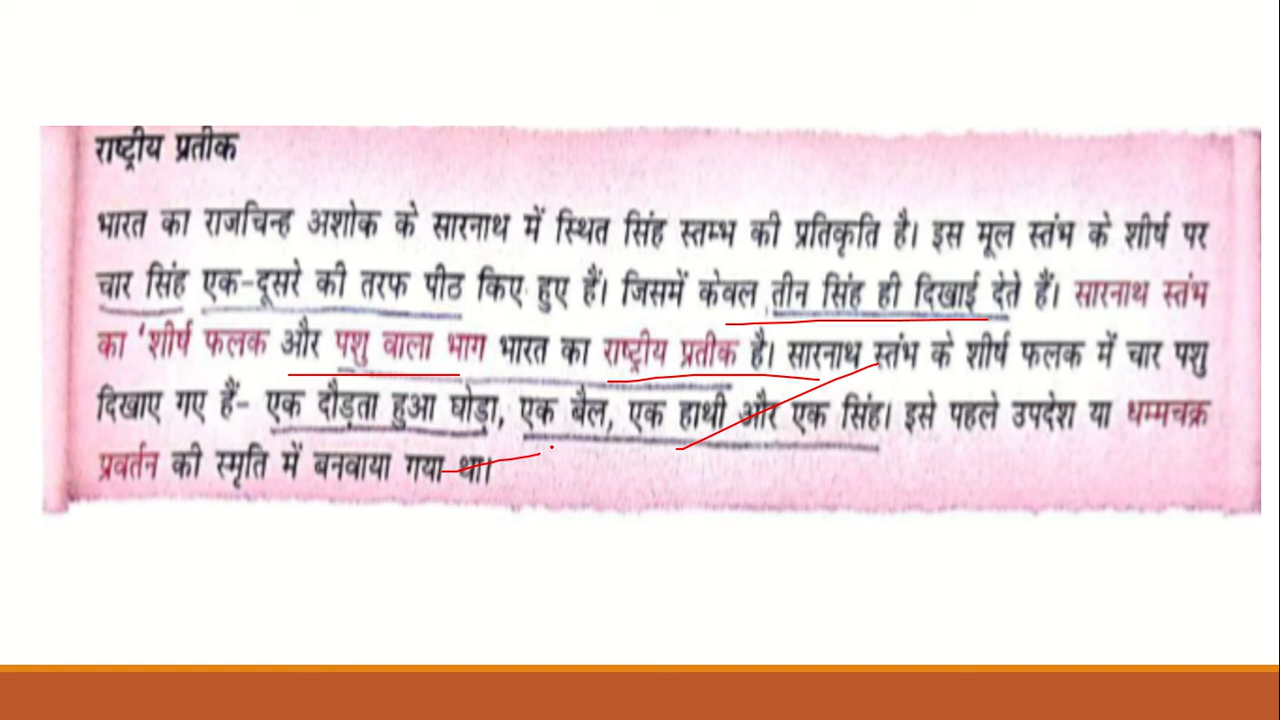 राष्ट्रीय प्रतीक
भारत का राजचिन्ह अशोक के सारनाथ में स्थित सिंह स्तम्भ की प्रतिकृति है। इस मूल स्तंभ के शीर्ष पर
चार सिंह एक-दूसरे की तरफ पीठ किए हुए हैं। जिसमें केवल तीन सिंह ही दिखाई देते हैं। सारनाथ स्तंभ
का 'शीर्ष फलक और पशु वाला भाग भारत का राष्ट्रीय प्रतीक है। सारनाथ स्तंभ के शीर्ष फलक में चार पशु
दिखाए गए हैं- एक दौड़ता हुआ घोड़ा, एक बैल, एक हाथी और एक सिंह। इसे पहले उपदेश या धम्मचक्र
प्रवर्तन की स्मृति में बनवाया गया था।